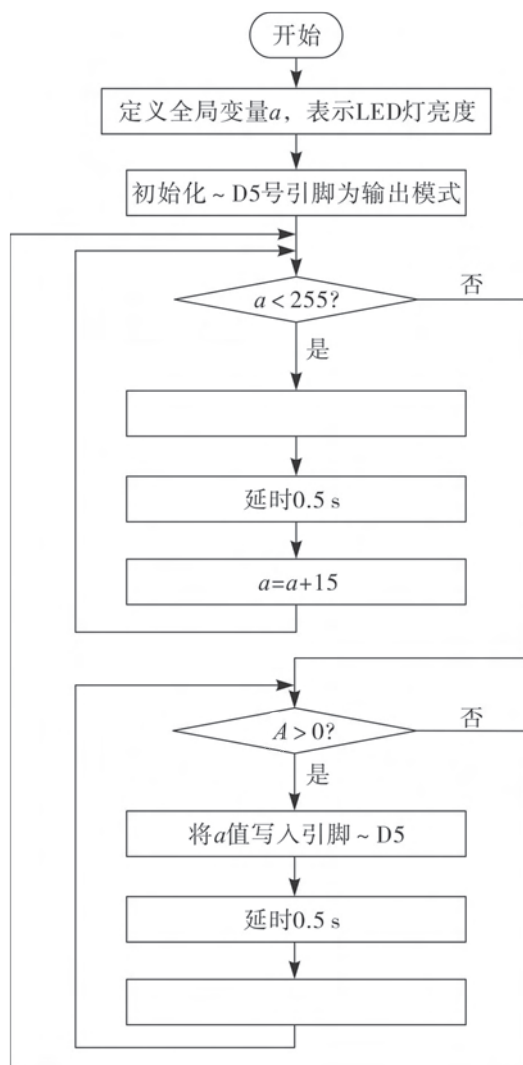 开始
定义全局变量a，表示LED灯亮度
初始化~D5号引脚为输出模式
a<255?
否
是
延时0.5 s
a=a+15
A>0?
否
是
将a值写入引脚~D5
延时0.5 s